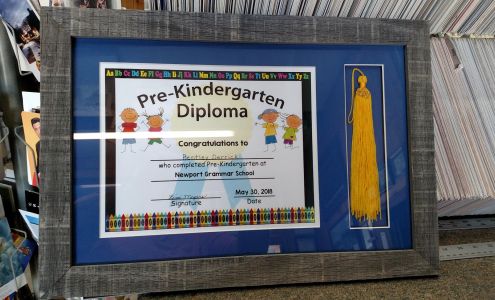 Aa Bb Cc Dd Ee Ff Gg Hh Ii Jj Kk Ll Mm Nn Oo Pp Qq Rr Ss Tt Uu Vv Ww Xx Yy Zz
Pre-Kindergarten
Diploma
Congratulations to
Bentley Derrick
who completed Pre-Kindergarten at
Newport Grammar School
May 30, 2018
Signature Date